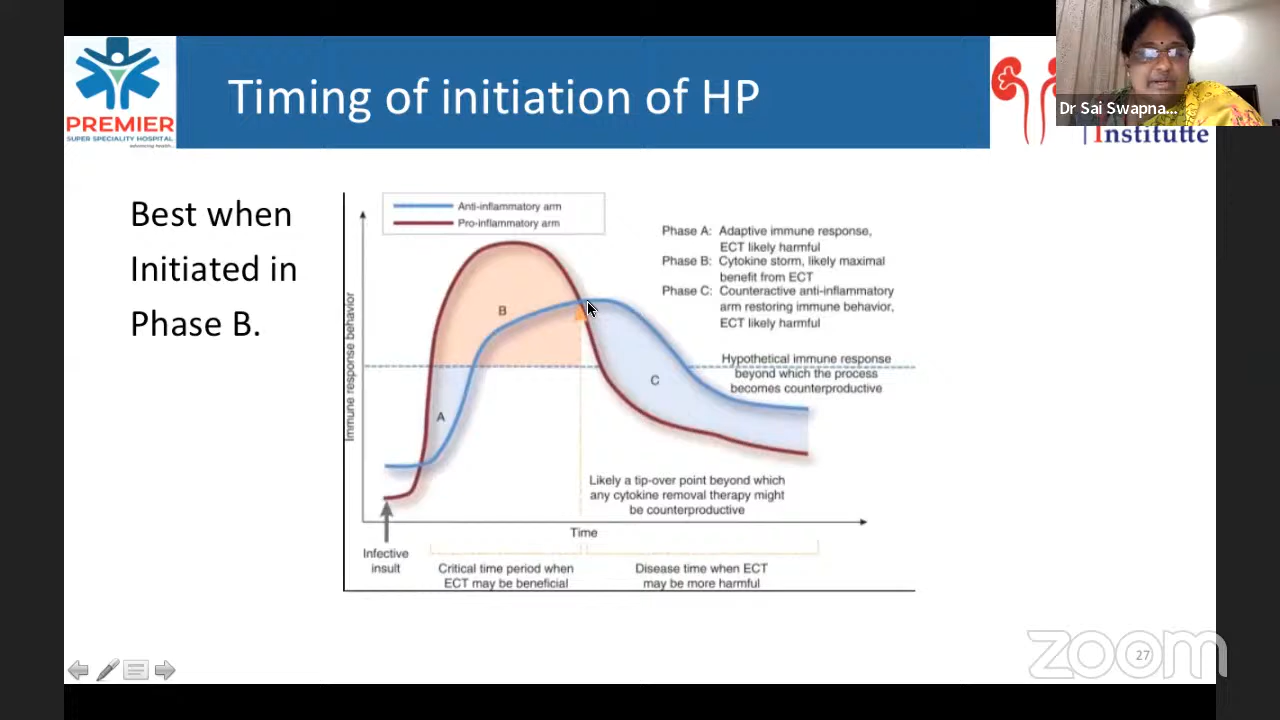 Timing of initiation of HP
PREMIER
SUPER SPECIALITY HOSPITAL
advancing health..
Dr Sai Swapna...
Institutte
Best when
Initiated in
Phase B.
Anti-inflammatory arm
Pro-inflammatory arm
Phase A: Adaptive immune response,
ECT likely harmful
Phase B: Cytokine storm, likely maximal
benefit from ECT
Phase C: Counteractive anti-inflammatory
arm restoring immune behavior,
ECT likely harmful
Immune response behavior
B
A
C
Hypothetical immune response
beyond which the process
becomes counterproductive
Likely a tip-over point beyond which
any cytokine removal therapy might
be counterproductive
Time
Infective
insult
Critical time period when
ECT may be beneficial
Disease time when ECT
may be more harmful
zoom
27